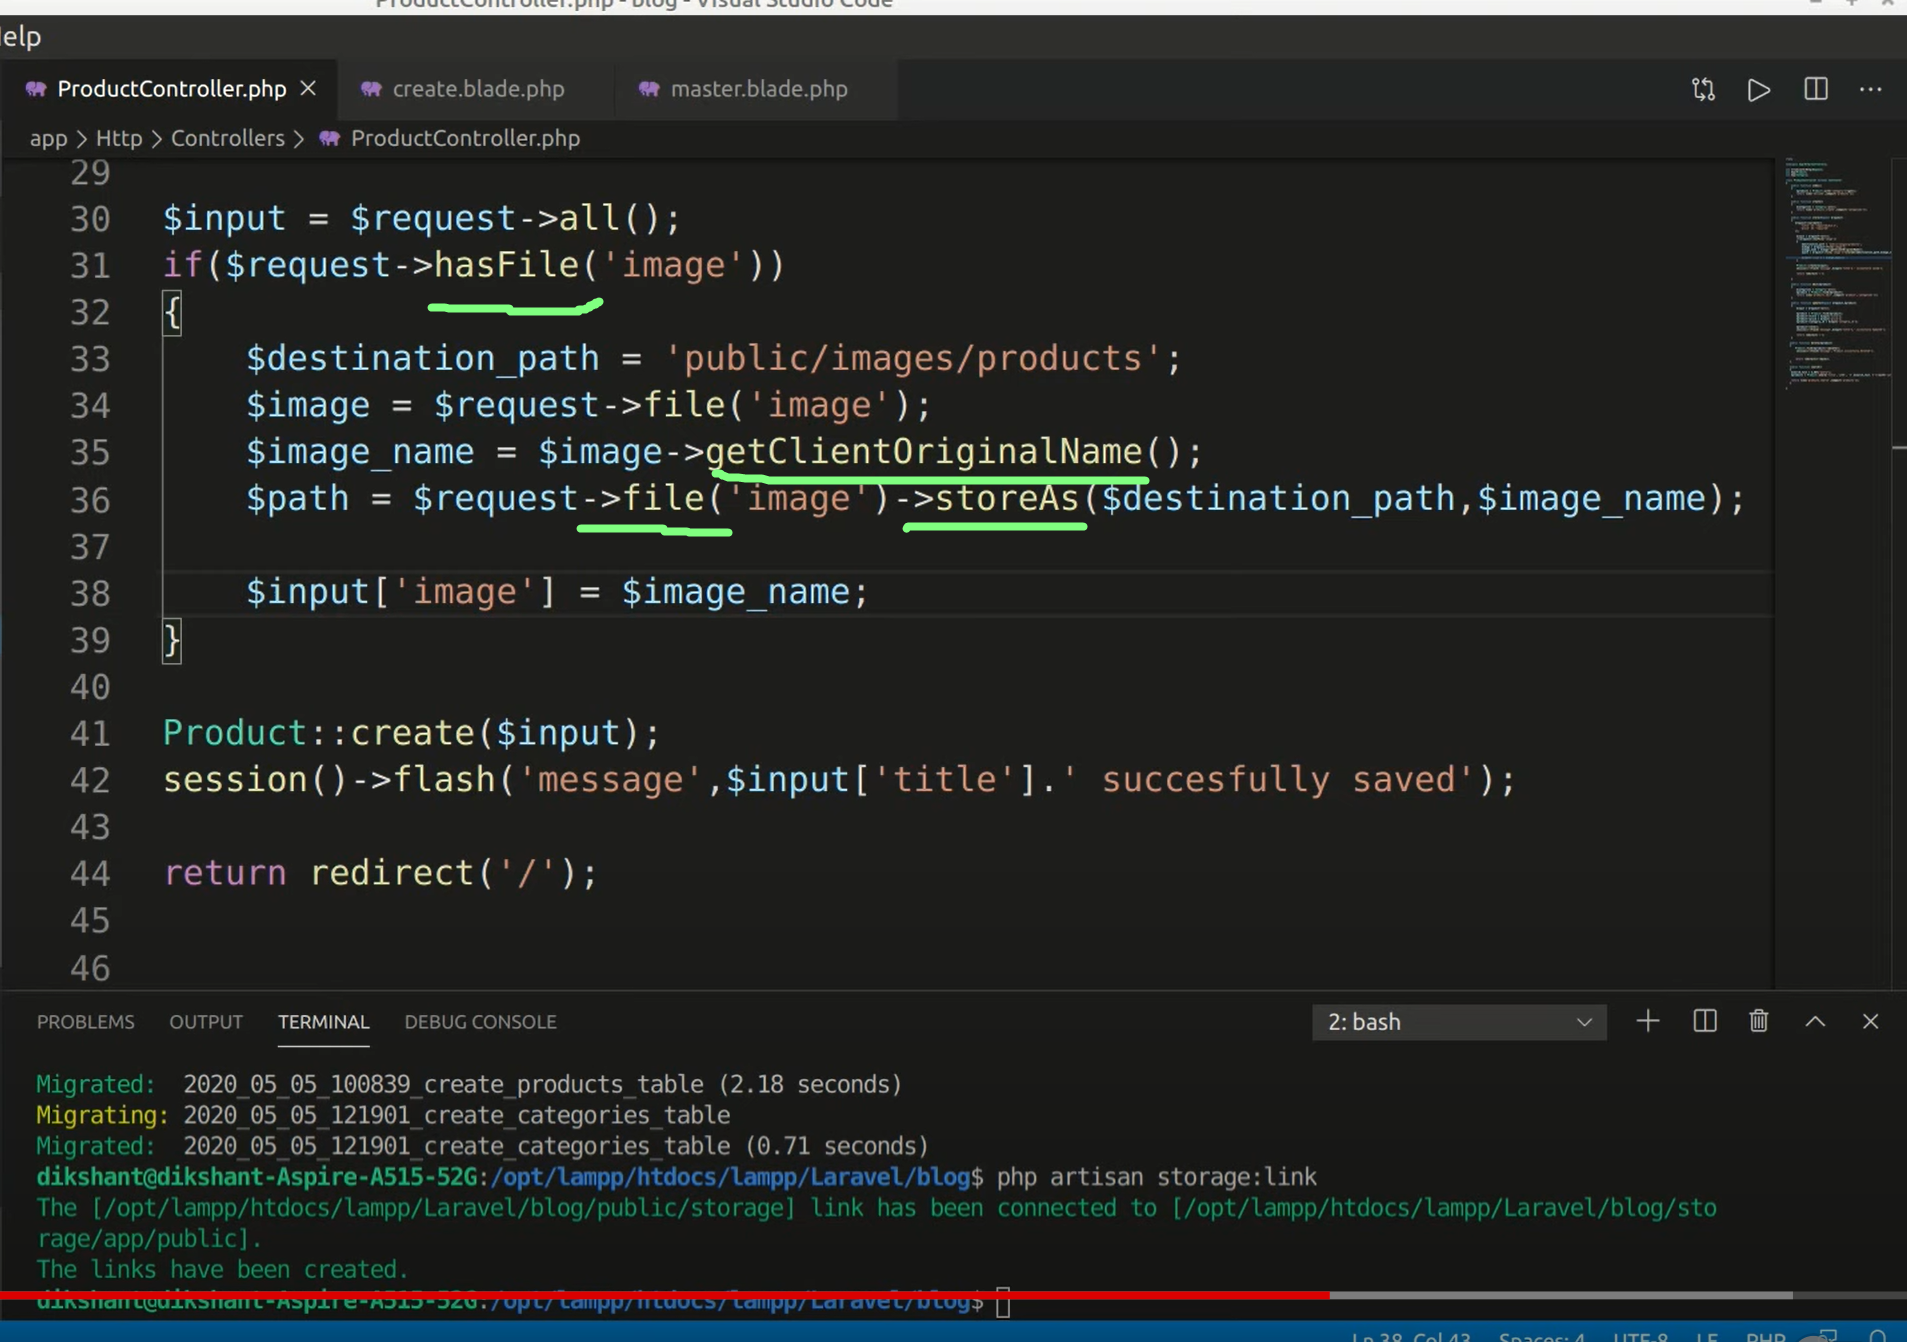 ProductController.php - blog - Visual Studio Code
elp
ProductController.php
create.blade.php
master.blade.php
app > Http > Controllers > ProductController.php
29
30 $input = $request->all();
31 if($request->hasFile('image'))
32 {
33 $destination_path = 'public/images/products';
34 $image = $request->file('image');
35 $image_name = $image->getClientOriginalName();
36 $path = $request->file('image')->storeAs($destination_path,$image_name);
37
38 $input['image'] = $image_name;
39 }
40
41 Product::create($input);
42 session()->flash('message',$input['title'].' succesfully saved');
43
44 return redirect('/');
45
46
PROBLEMS OUTPUT TERMINAL DEBUG CONSOLE 2: bash
Migrated: 2020_05_05_100839_create_products_table (2.18 seconds)
Migrating: 2020_05_05_121901_create_categories_table
Migrated: 2020_05_05_121901_create_categories_table (0.71 seconds)
dikshant@dikshant-Aspire-A515-52G:/opt/lampp/htdocs/lampp/Laravel/blog$ php artisan storage:link
The [/opt/lampp/htdocs/lampp/Laravel/blog/public/storage] link has been connected to [/opt/lampp/htdocs/lampp/Laravel/blog/sto
rage/app/public].
The links have been created.
dikshant@dikshant-Aspire-A515-52G:/opt/lampp/htdocs/lampp/Laravel/blog$
Ln 38, Col 43 Spaces: 4 UTF-8 LF PHP